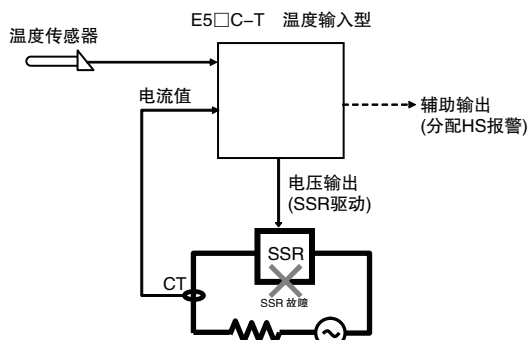 E5□C-T 温度输入型
温度传感器
电流值
辅助输出
(分配HS报警)
电压输出
(SSR驱动)
SSR
CT
SSR 故障